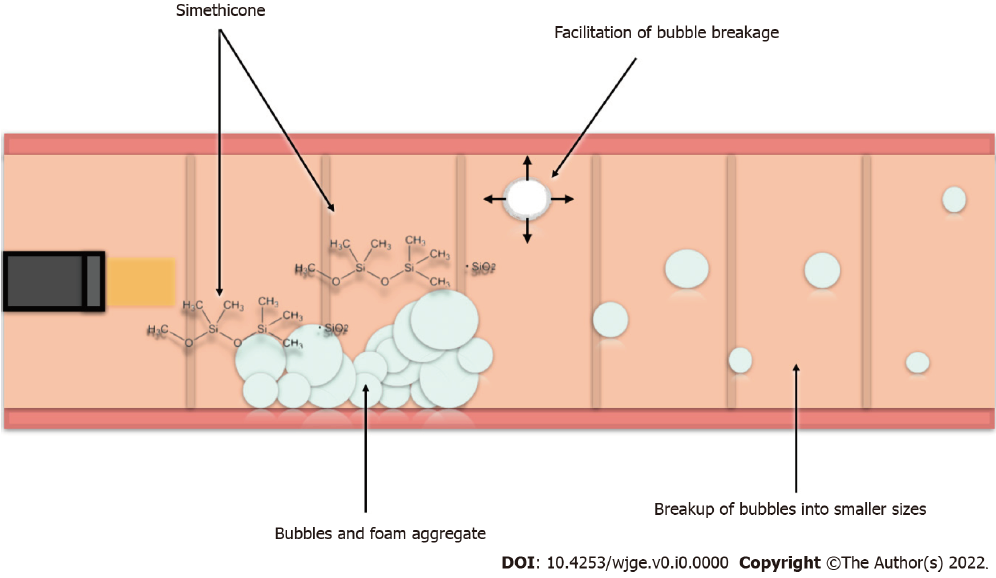 Simethicone
Facilitation of bubble breakage
H₃C CH₃ CH₃
CH₃
H₃C O Si O Si CH₃ · SiO₂
H₃C CH₃ CH₃
CH₃
H₃C O Si O Si CH₃ · SiO₂
Bubbles and foam aggregate
Breakup of bubbles into smaller sizes
DOI: 10.4253/wjge.v0.i0.0000 Copyright ©The Author(s) 2022.